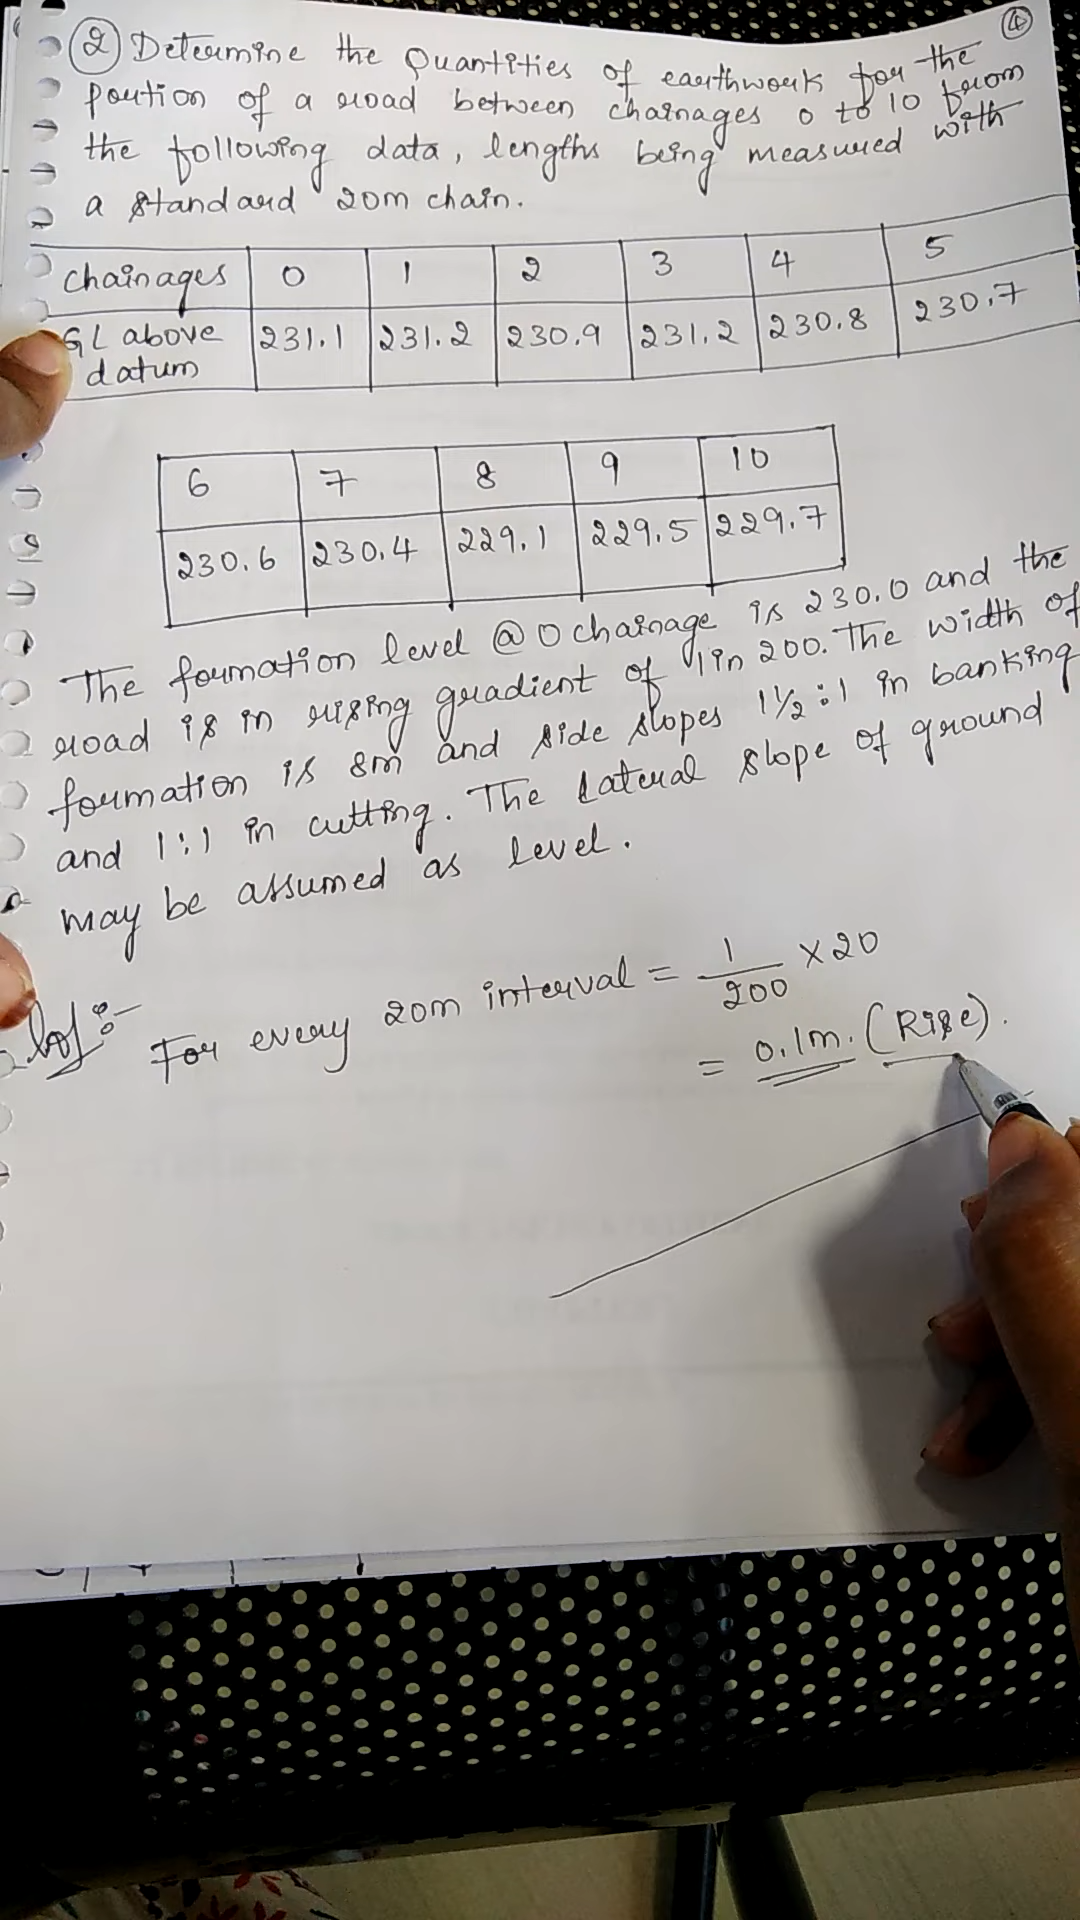 ④
② Determine the Quantities of earthwork for the
portion of a road between chainages 0 to 10 from
the following data, lengths being measured with
a standard 20m chain.
chainages 0 1 2 3 4 5
GL above datum 231.1 231.2 230.9 231.2 230.8 230.7
6 7 8 9 10
230.6 230.4 229.1 229.5 229.7
The formation level @ 0 chainage is 230.0 and the
road is in rising gradient of 1 in 200. The width of
formation is 8m and side slopes 1½:1 in banking
and 1:1 in cutting. The Lateral slope of ground
may be assumed as level.
Sol:-
For every 20m interval = 1/200 × 20
= 0.1m. (Rise).